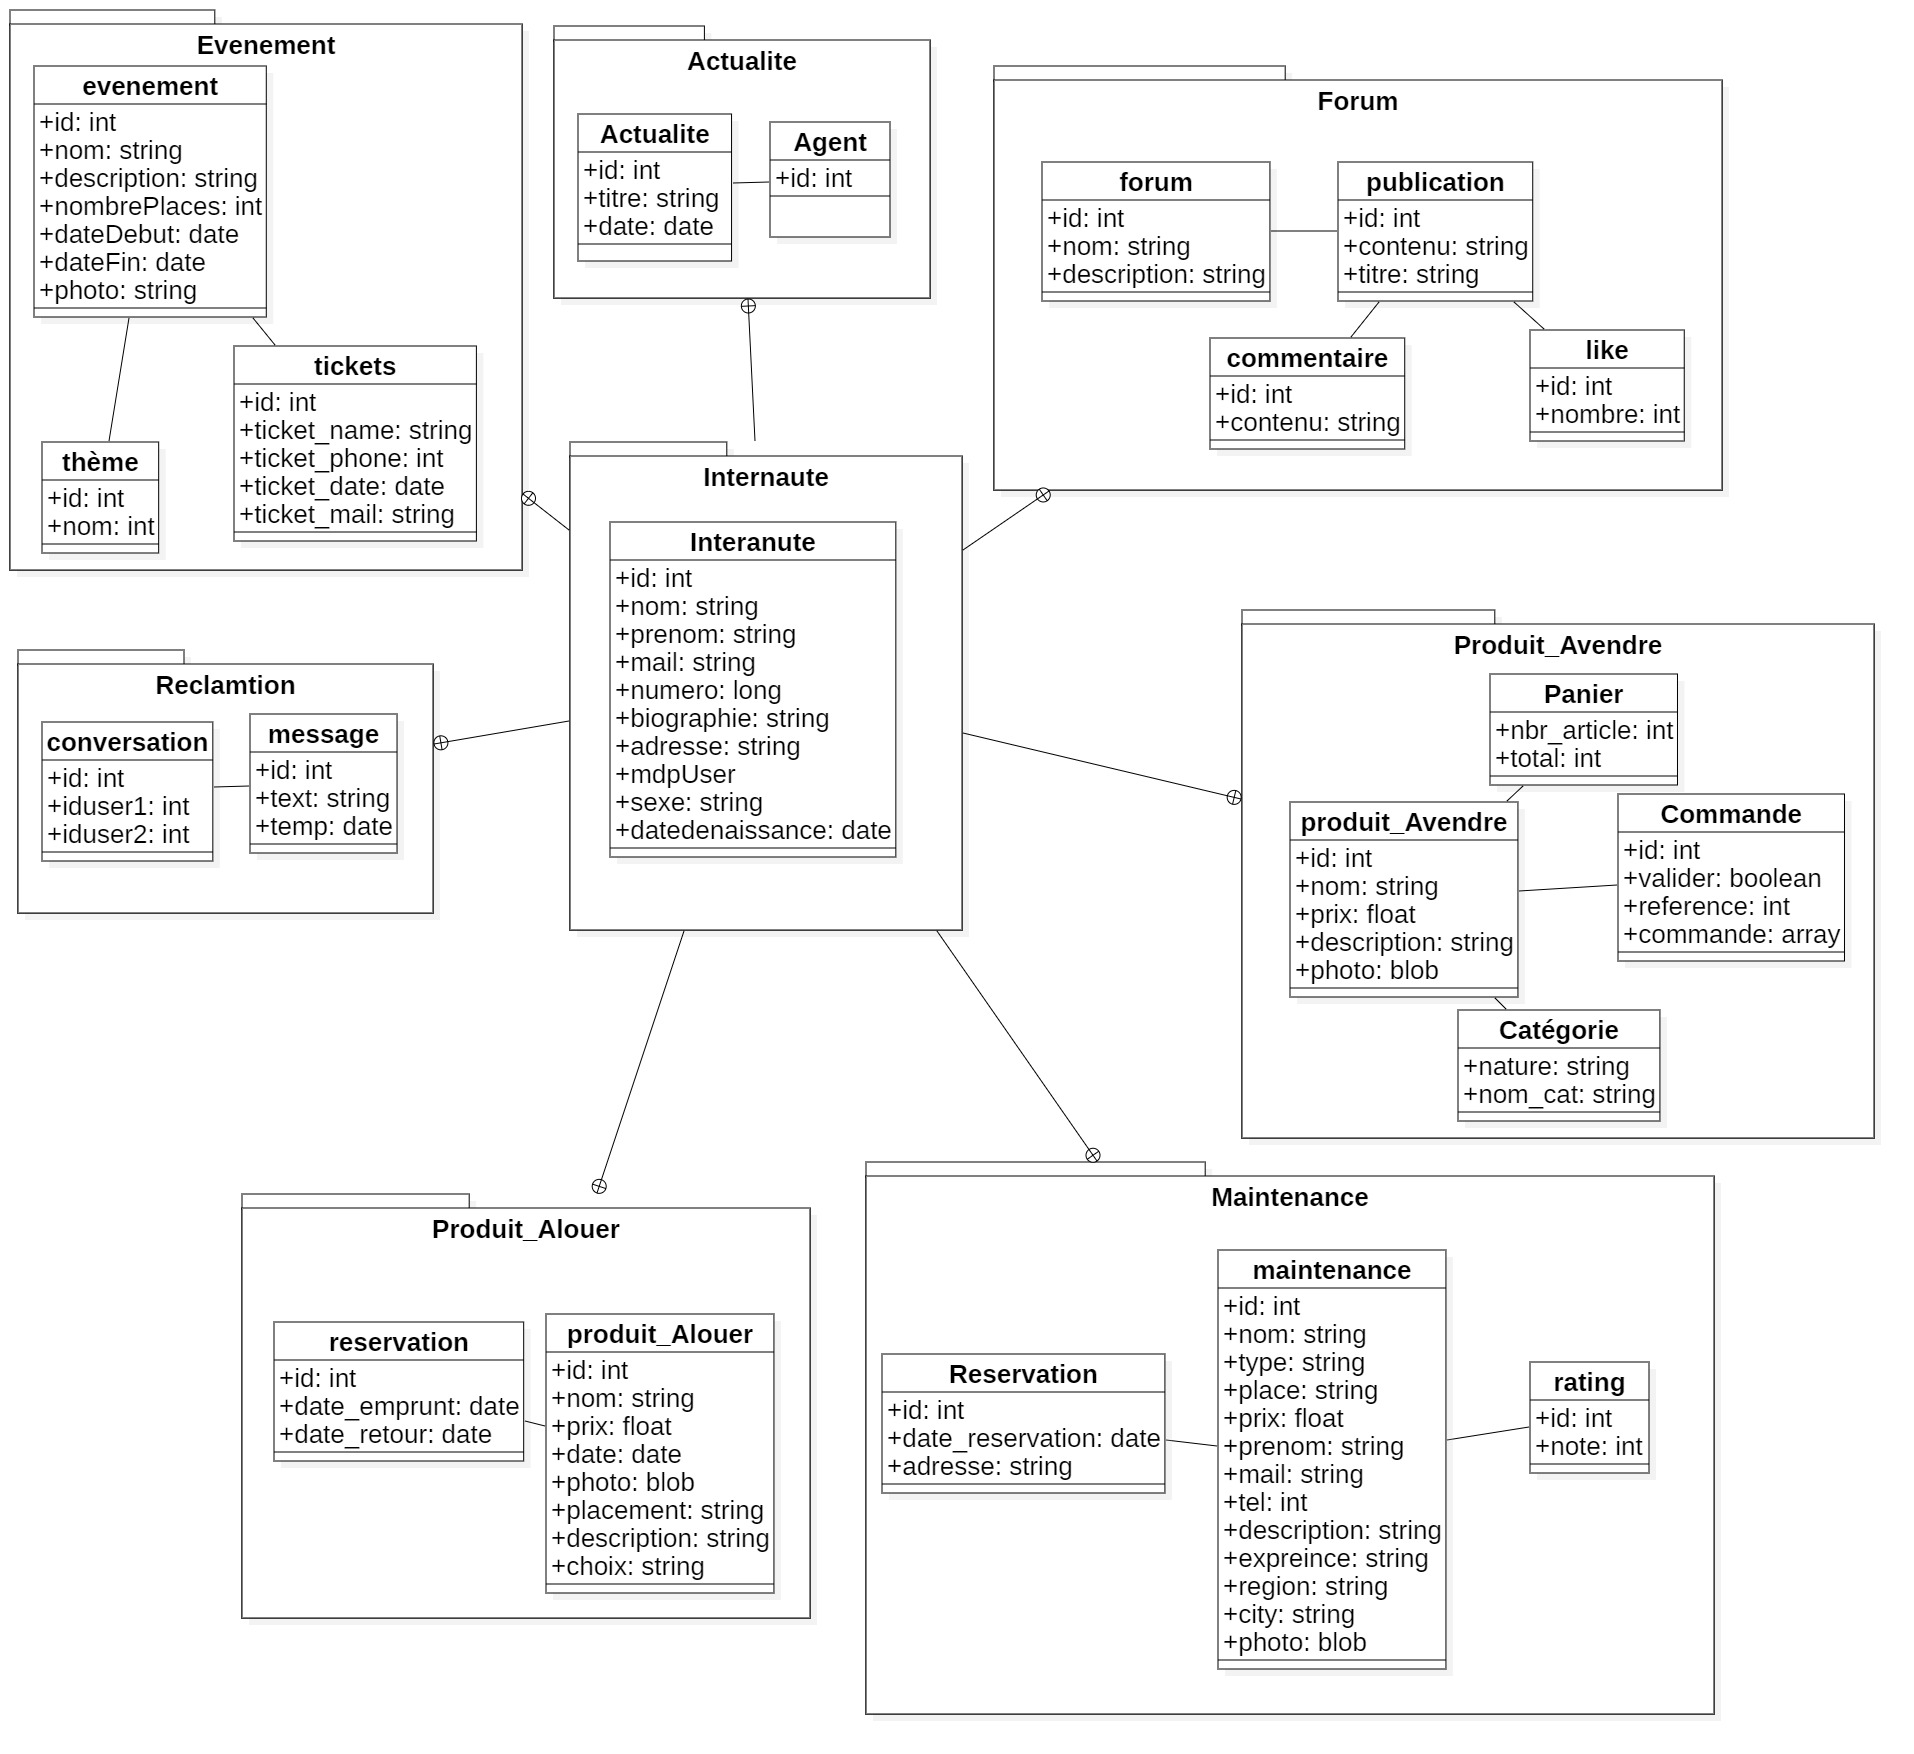 Evenement
evenement
+id: int
+nom: string
+description: string
+nombrePlaces: int
+dateDebut: date
+dateFin: date
+photo: string
tickets
+id: int
+ticket_name: string
+ticket_phone: int
+ticket_date: date
+ticket_mail: string
thème
+id: int
+nom: int
Actualite
Actualite
+id: int
+titre: string
+date: date
Agent
+id: int
Forum
forum
+id: int
+nom: string
+description: string
publication
+id: int
+contenu: string
+titre: string
commentaire
+id: int
+contenu: string
like
+id: int
+nombre: int
Internaute
Interanute
+id: int
+nom: string
+prenom: string
+mail: string
+numero: long
+biographie: string
+adresse: string
+mdpUser
+sexe: string
+datedenaissance: date
Reclamtion
conversation
+id: int
+iduser1: int
+iduser2: int
message
+id: int
+text: string
+temp: date
Produit_Avendre
Panier
+nbr_article: int
+total: int
produit_Avendre
+id: int
+nom: string
+prix: float
+description: string
+photo: blob
Commande
+id: int
+valider: boolean
+reference: int
+commande: array
Catégorie
+nature: string
+nom_cat: string
Produit_Alouer
reservation
+id: int
+date_emprunt: date
+date_retour: date
produit_Alouer
+id: int
+nom: string
+prix: float
+date: date
+photo: blob
+placement: string
+description: string
+choix: string
Maintenance
Reservation
+id: int
+date_reservation: date
+adresse: string
maintenance
+id: int
+nom: string
+type: string
+place: string
+prix: float
+prenom: string
+mail: string
+tel: int
+description: string
+expreince: string
+region: string
+city: string
+photo: blob
rating
+id: int
+note: int